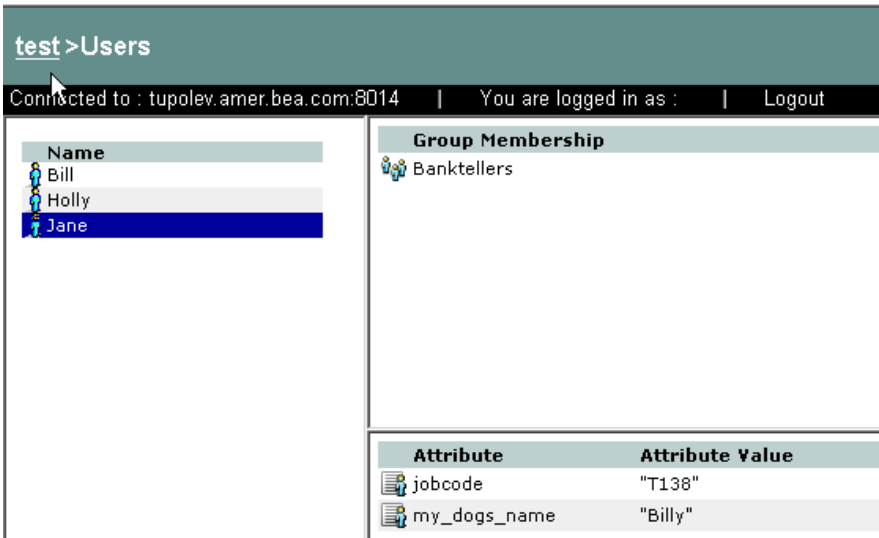 test >Users
Connected to : tupolev.amer.bea.com:8014 | You are logged in as : | Logout
Name
Bill
Holly
Jane
Group Membership
Banktellers
Attribute Attribute Value
jobcode "T138"
my_dogs_name "Billy"